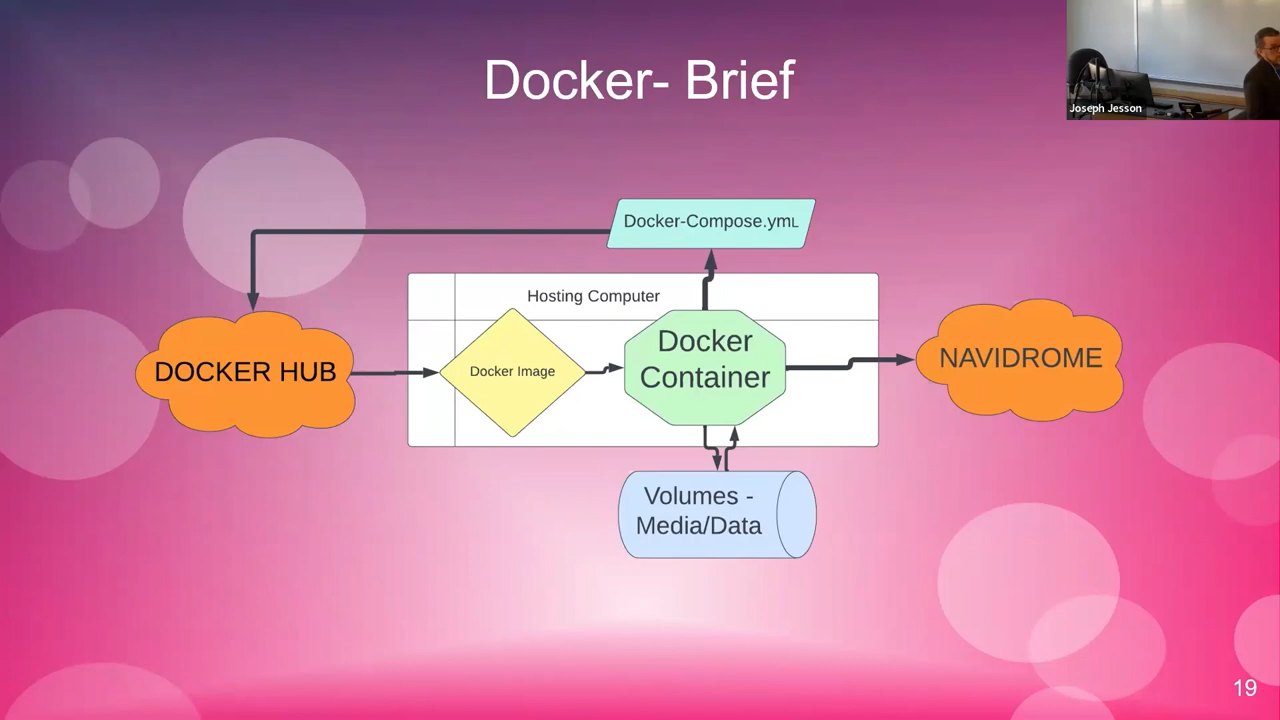 Docker- Brief
Joseph Jesson
Docker-Compose.ymL
Hosting Computer
DOCKER HUB
Docker Image
Docker
Container
NAVIDROME
Volumes -
Media/Data
19